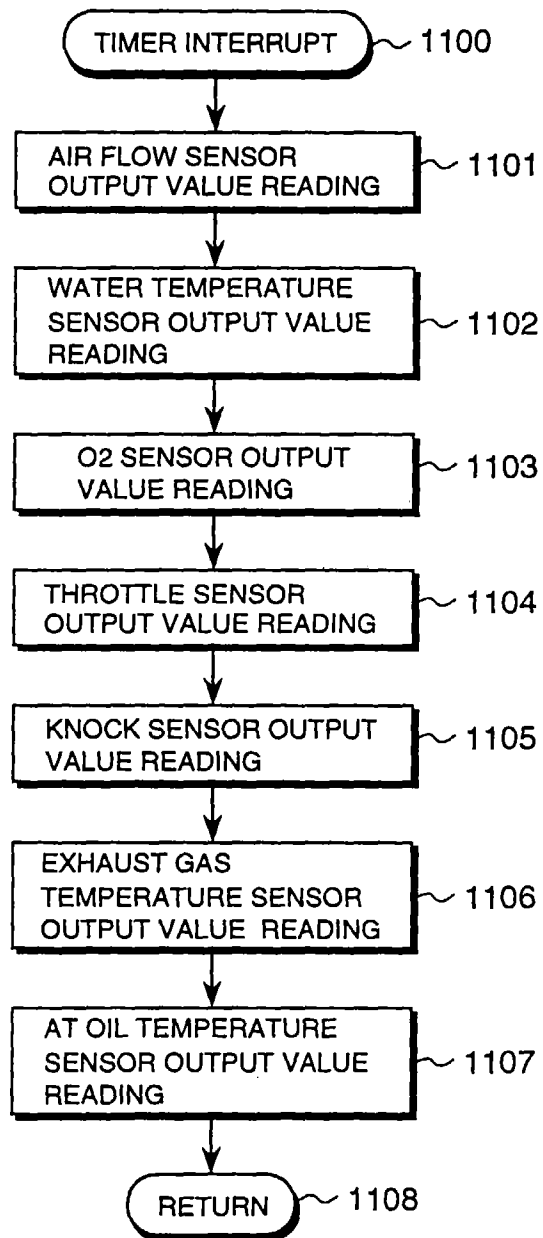 TIMER INTERRUPT
1100
AIR FLOW SENSOR
OUTPUT VALUE READING
1101
WATER TEMPERATURE
SENSOR OUTPUT VALUE
READING
1102
O2 SENSOR OUTPUT
VALUE READING
1103
THROTTLE SENSOR
OUTPUT VALUE READING
1104
KNOCK SENSOR OUTPUT
VALUE READING
1105
EXHAUST GAS
TEMPERATURE SENSOR
OUTPUT VALUE READING
1106
AT OIL TEMPERATURE
SENSOR OUTPUT VALUE
READING
1107
RETURN
1108